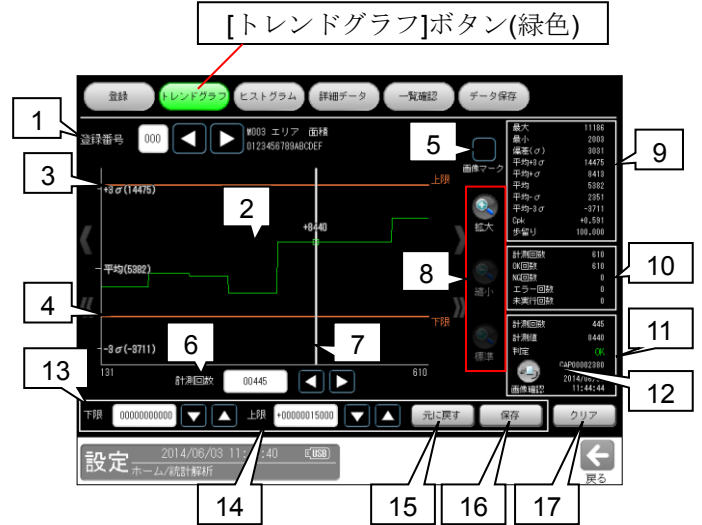 [トレンドグラフ]ボタン(緑色)
登録
トレンドグラフ
ヒストグラム
詳細データ
一覧確認
データ保存
1
登録番号
000
W003 エリア 面積
0123456789ABCDEF
5
画像マーク
最大 11186
最小 2003
偏差(σ) 3031
平均+3σ 14475
平均+σ 8413
平均 5382
平均-σ 2351
平均-3σ -3711
Cpk +0.591
歩留り 100.000
9
3
+3σ(14475)
上限
2
+8440
拡大
8
平均(5382)
計測回数 610
OK回数 610
NG回数 0
エラー回数 0
未実行回数 0
10
縮小
4
下限
-3σ(-3711)
標準
計測回数 445
計測値 8440
判定 OK
CAP00002380
2014/06/
11:44:44
画像確認
11
12
6
7
131
610
計測回数
00445
13
下限
00000000000
上限
+00000015000
元に戻す
保存
クリア
設定
2014/06/03 11: :40
USB
ホーム/統計解析
戻る
14
15
16
17